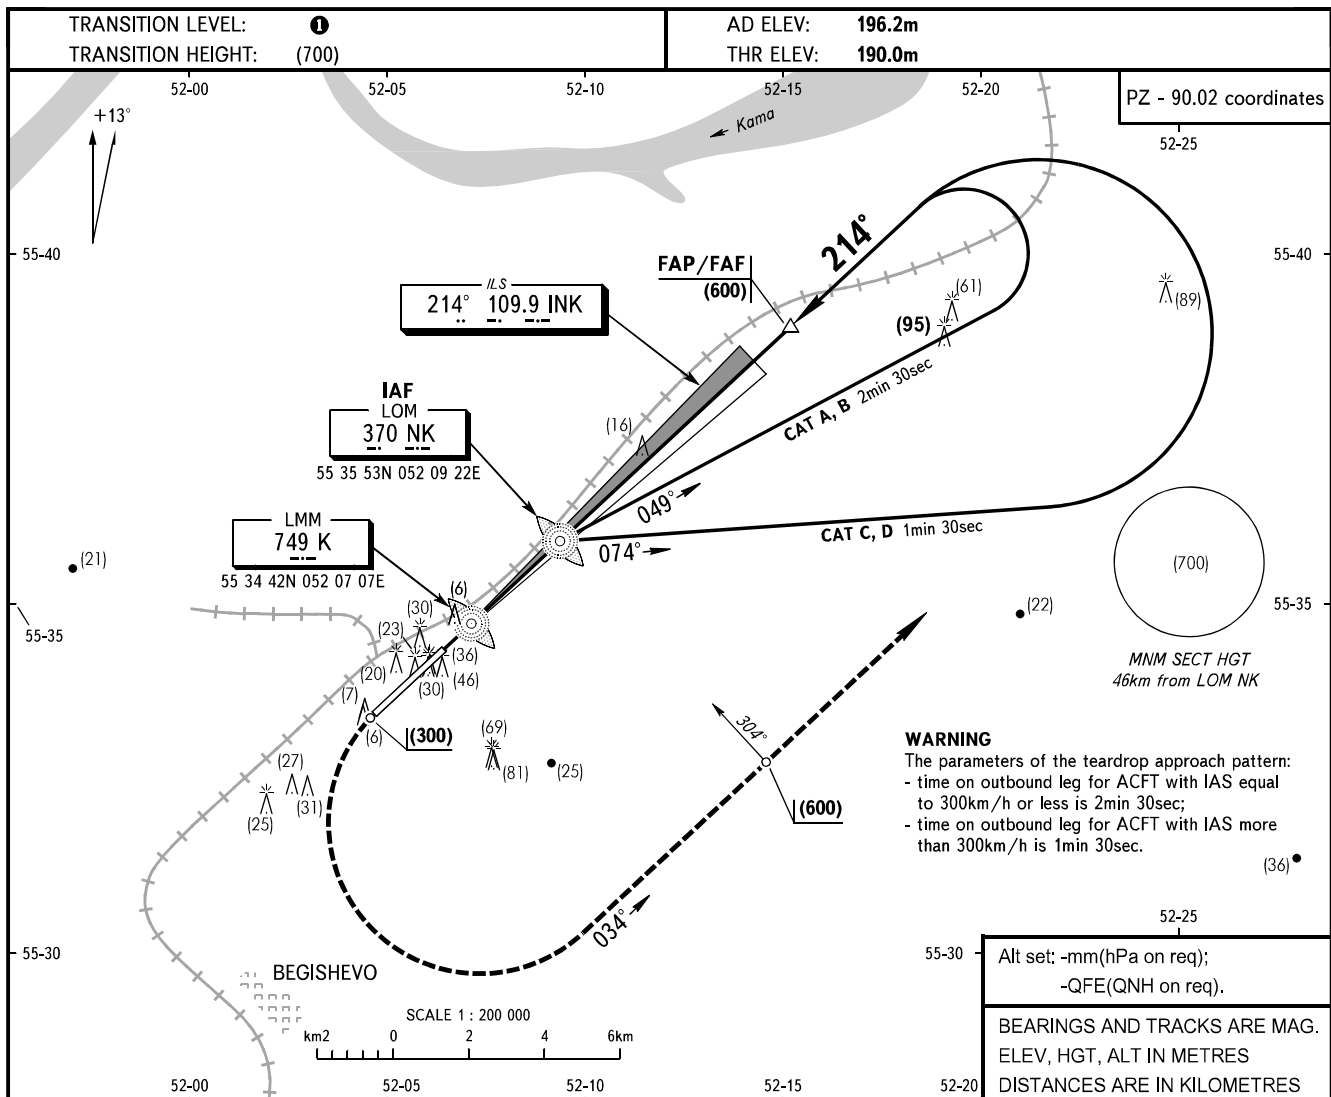 TRANSITION LEVEL: ❶
TRANSITION HEIGHT: (700)
AD ELEV: 196.2m
THR ELEV: 190.0m
PZ - 90.02 coordinates
52-00
52-05
52-10
52-15
52-20
52-25
+13°
Kama
55-40
55-40
214°
FAP/FAF
(600)
ILS
214° 109.9 INK
(61)
(95)
(89)
IAF
LOM
370 NK
55 35 53N 052 09 22E
(16)
CAT A, B 2min 30sec
049°
074°
CAT C, D 1min 30sec
LMM
749 K
55 34 42N 052 07 07E
(21)
(6)
(30)
(23)
(20)
(36)
(46)
(30)
(7)
(6)
(300)
(700)
MNM SECT HGT
46km from LOM NK
55-35
55-35
(22)
(69)
(81)
(25)
304°
(600)
(27)
(31)
(25)
WARNING
The parameters of the teardrop approach pattern:
- time on outbound leg for ACFT with IAS equal
to 300km/h or less is 2min 30sec;
- time on outbound leg for ACFT with IAS more
than 300km/h is 1min 30sec.
(36)
034°
52-25
55-30
55-30
BEGISHEVO
SCALE 1 : 200 000
km2 0 2 4 6km
Alt set: -mm(hPa on req);
-QFE(QNH on req).
BEARINGS AND TRACKS ARE MAG.
ELEV, HGT, ALT IN METRES
DISTANCES ARE IN KILOMETRES
52-00
52-05
52-10
52-15
52-20